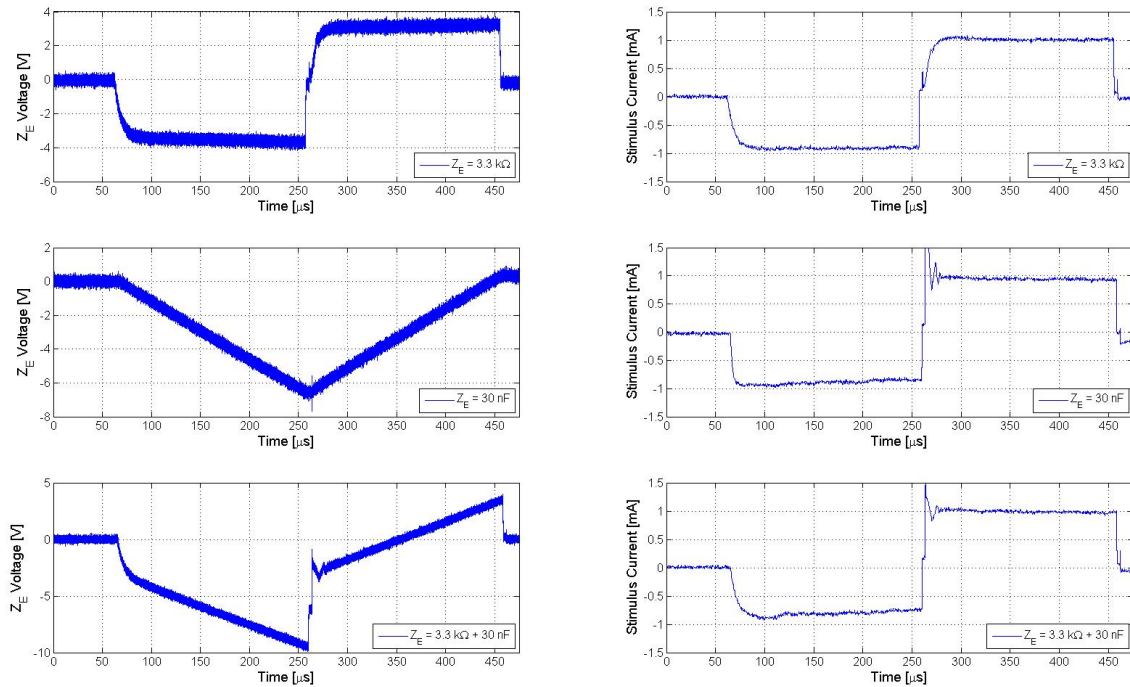 4
2
0
-2
-4
-6
Z_E Voltage [V]
Z_E = 3.3 kΩ
0 50 100 150 200 250 300 350 400 450
Time [μs]
1.5
1
0.5
0
-0.5
-1
-1.5
Stimulus Current [mA]
Z_E = 3.3 kΩ
0 50 100 150 200 250 300 350 400 450
Time [μs]
2
0
-2
-4
-6
-8
Z_E Voltage [V]
Z_E = 30 nF
0 50 100 150 200 250 300 350 400 450
Time [μs]
1.5
1
0.5
0
-0.5
-1
-1.5
Stimulus Current [mA]
Z_E = 30 nF
0 50 100 150 200 250 300 350 400 450
Time [μs]
5
0
-5
-10
Z_E Voltage [V]
Z_E = 3.3 kΩ + 30 nF
0 50 100 150 200 250 300 350 400 450
Time [μs]
1.5
1
0.5
0
-0.5
-1
-1.5
Stimulus Current [mA]
Z_E = 3.3 kΩ + 30 nF
0 50 100 150 200 250 300 350 400 450
Time [μs]